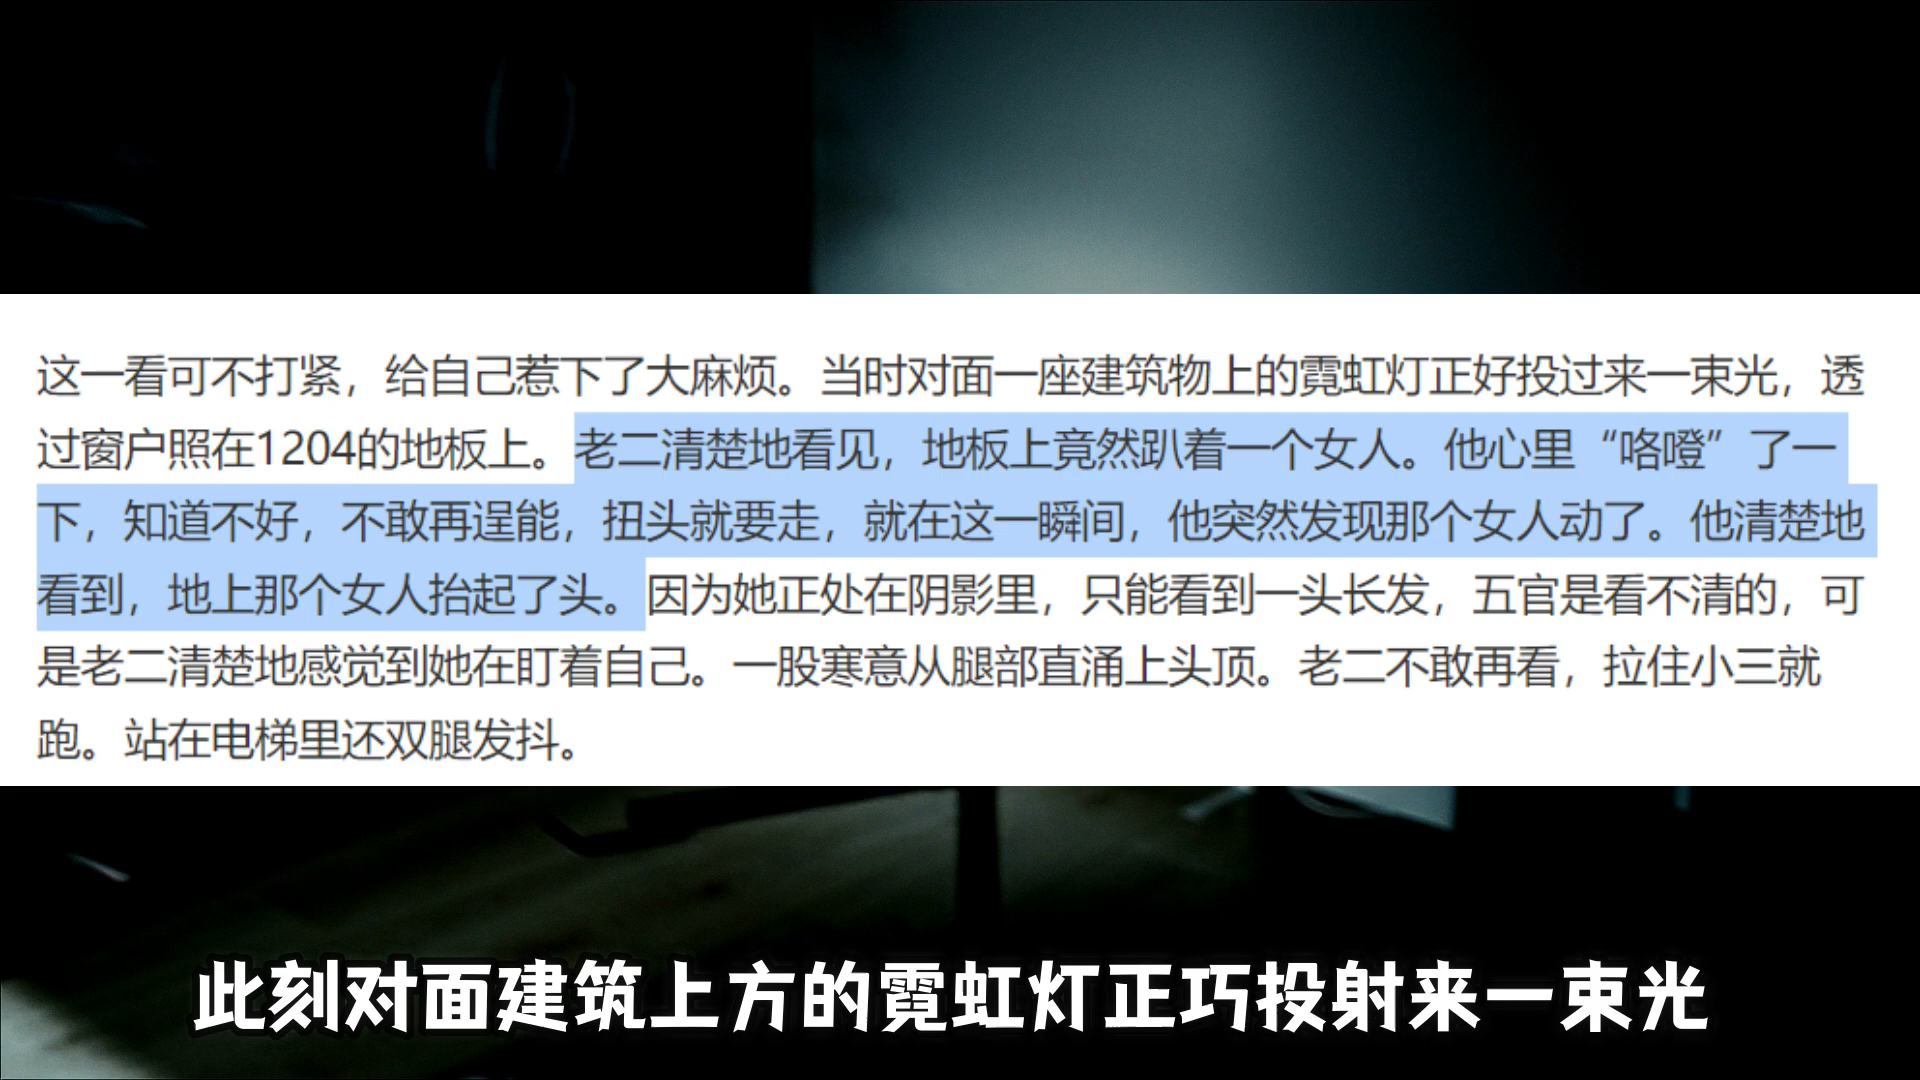 这一看可不打紧，给自己惹下了大麻烦。当时对面一座建筑物上的霓虹灯正好投过来一束光，透
过窗户照在1204的地板上。老二清楚地看见，地板上竟然趴着一个女人。他心里“咯噔”了一
下，知道不好，不敢再逞能，扭头就要走，就在这一瞬间，他突然发现那个女人动了。他清楚地
看到，地上那个女人抬起了头。因为她正处在阴影里，只能看到一头长发，五官是看不清的，可
是老二清楚地感觉到她在盯着自己。一股寒意从腿部直涌上头顶。老二不敢再看，拉住小三就
跑。站在电梯里还双腿发抖。
此刻对面建筑上方的霓虹灯正巧投射来一束光